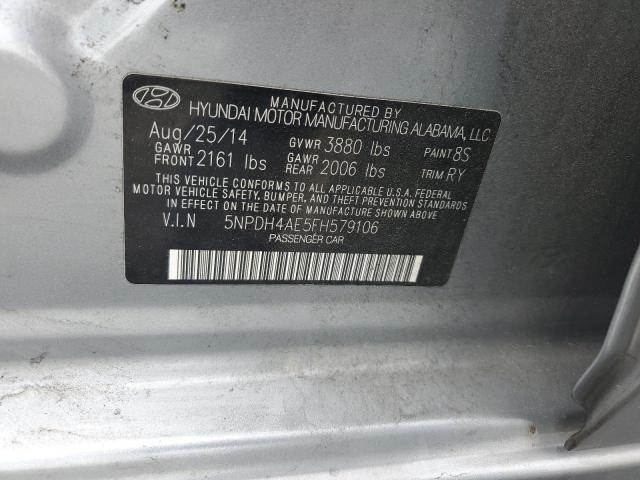 MANUFACTURED BY
HYUNDAI MOTOR MANUFACTURING ALABAMA, LLC
Aug/25/14 GVWR 3880 lbs PAINT 8S
GAWR FRONT 2161 lbs GAWR REAR 2006 lbs TRIM RY
THIS VEHICLE CONFORMS TO ALL APPLICABLE U.S.A. FEDERAL
MOTOR VEHICLE SAFETY, BUMPER, AND THEFT PREVENTION STANDARDS
IN EFFECT ON THE DATE OF MANUFACTURE SHOWN ABOVE.
V.I.N 5NPDH4AE5FH579106
PASSENGER CAR